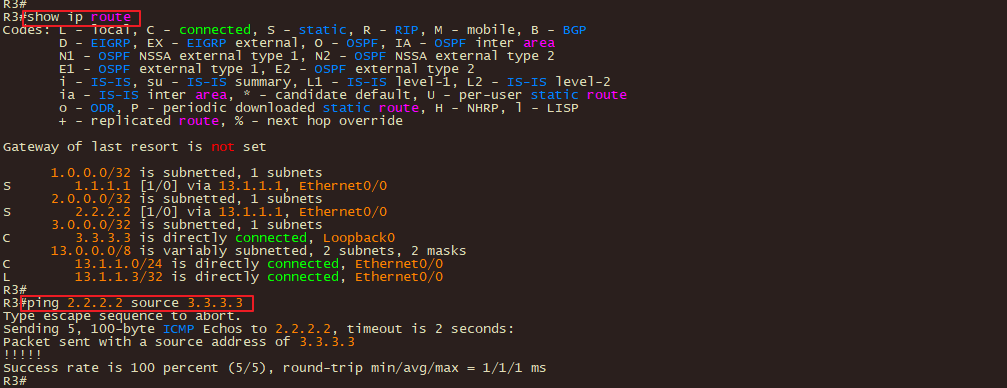 R3#
R3#show ip route
Codes: L - local, C - connected, S - static, R - RIP, M - mobile, B - BGP
       D - EIGRP, EX - EIGRP external, O - OSPF, IA - OSPF inter area
       N1 - OSPF NSSA external type 1, N2 - OSPF NSSA external type 2
       E1 - OSPF external type 1, E2 - OSPF external type 2
       i - IS-IS, su - IS-IS summary, L1 - IS-IS level-1, L2 - IS-IS level-2
       ia - IS-IS inter area, * - candidate default, U - per-user static route
       o - ODR, P - periodic downloaded static route, H - NHRP, l - LISP
       + - replicated route, % - next hop override

Gateway of last resort is not set

      1.0.0.0/32 is subnetted, 1 subnets
S        1.1.1.1 [1/0] via 13.1.1.1, Ethernet0/0
      2.0.0.0/32 is subnetted, 1 subnets
S        2.2.2.2 [1/0] via 13.1.1.1, Ethernet0/0
      3.0.0.0/32 is subnetted, 1 subnets
C        3.3.3.3 is directly connected, Loopback0
      13.0.0.0/8 is variably subnetted, 2 subnets, 2 masks
C        13.1.1.0/24 is directly connected, Ethernet0/0
L        13.1.1.3/32 is directly connected, Ethernet0/0
R3#
R3#ping 2.2.2.2 source 3.3.3.3
Type escape sequence to abort.
Sending 5, 100-byte ICMP Echos to 2.2.2.2, timeout is 2 seconds:
Packet sent with a source address of 3.3.3.3
!!!!!
Success rate is 100 percent (5/5), round-trip min/avg/max = 1/1/1 ms
R3#